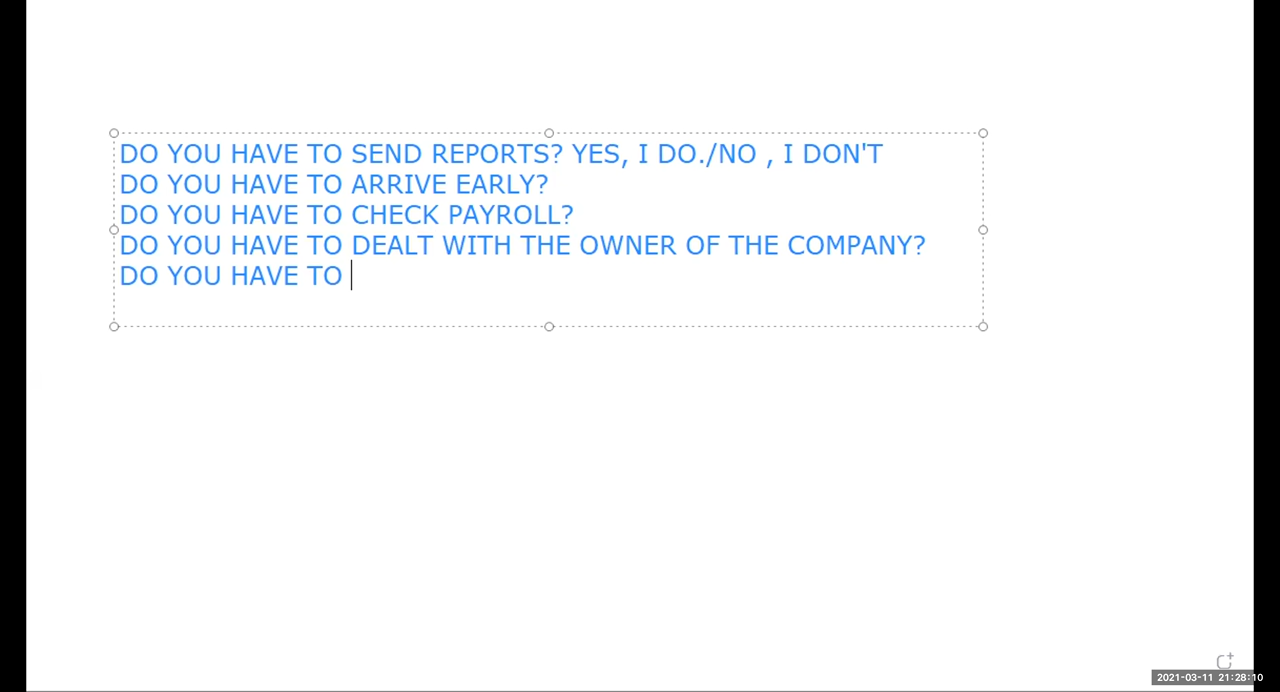 DO YOU HAVE TO SEND REPORTS? YES, I DO./NO , I DON'T
DO YOU HAVE TO ARRIVE EARLY?
DO YOU HAVE TO CHECK PAYROLL?
DO YOU HAVE TO DEALT WITH THE OWNER OF THE COMPANY?
DO YOU HAVE TO
2021-03-11 21:28:10